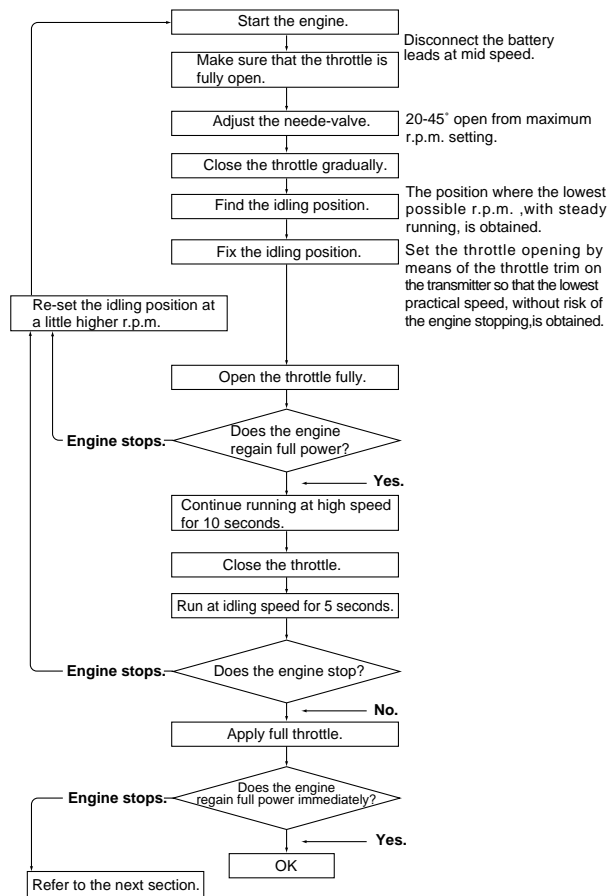 Start the engine.
Disconnect the battery
leads at mid speed.
Make sure that the throttle is
fully open.
Adjust the neede-valve.
20-45˚ open from maximum
r.p.m. setting.
Close the throttle gradually.
Find the idling position.
The position where the lowest
possible r.p.m. ,with steady
running, is obtained.
Fix the idling position.
Set the throttle opening by
means of the throttle trim on
the transmitter so that the lowest
practical speed, without risk of
the engine stopping,is obtained.
Re-set the idling position at
a little higher r.p.m.
Open the throttle fully.
Engine stops.
Does the engine
regain full power?
Yes.
Continue running at high speed
for 10 seconds.
Close the throttle.
Run at idling speed for 5 seconds.
Engine stops.
Does the engine stop?
No.
Apply full throttle.
Engine stops.
Does the engine
regain full power immediately?
Yes.
OK
Refer to the next section.